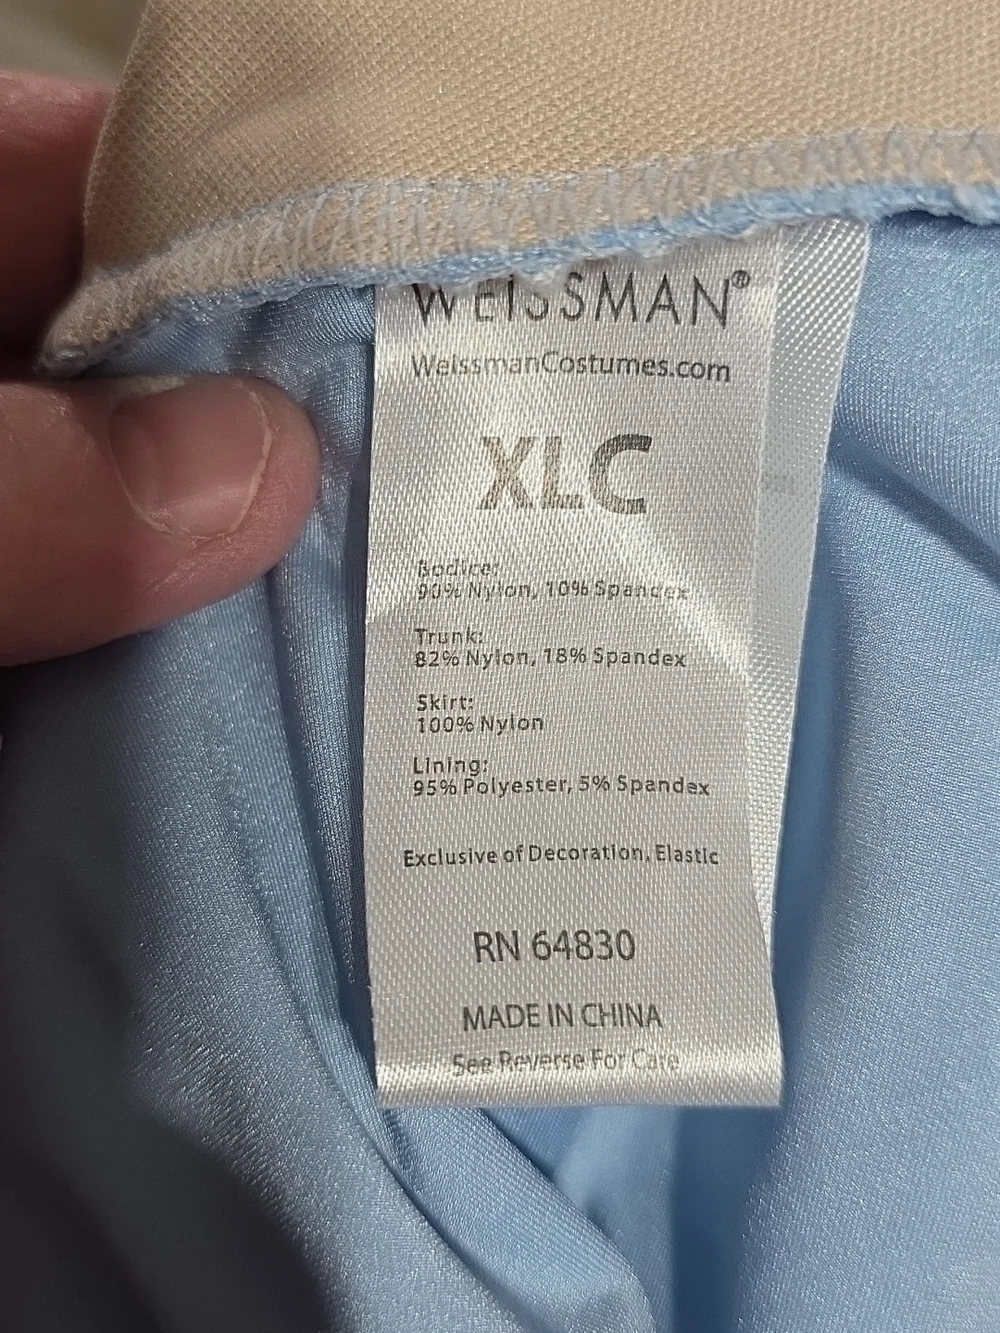 WEISSMAN®
WeissmanCostumes.com
XLC
Bodice:
90% Nylon, 10% Spandex
Trunk:
82% Nylon, 18% Spandex
Skirt:
100% Nylon
Lining:
95% Polyester, 5% Spandex
Exclusive of Decoration, Elastic
RN 64830
MADE IN CHINA
See Reverse For Care